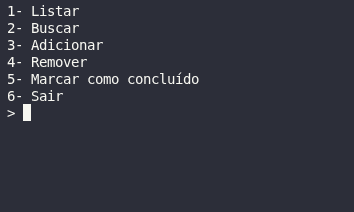 1- Listar
2- Buscar
3- Adicionar
4- Remover
5- Marcar como concluído
6- Sair
>